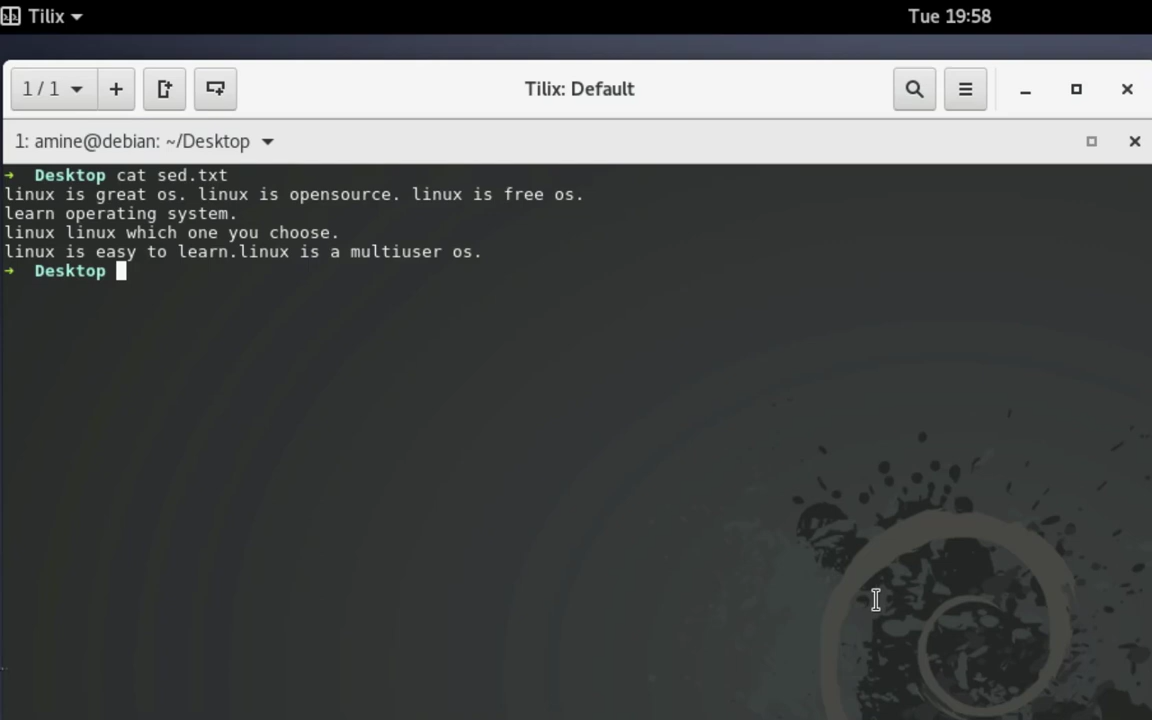 Tilix
Tue 19:58
1 / 1
Tilix: Default
1: amine@debian: ~/Desktop
→ Desktop cat sed.txt
linux is great os. linux is opensource. linux is free os.
learn operating system.
linux linux which one you choose.
linux is easy to learn.linux is a multiuser os.
→ Desktop